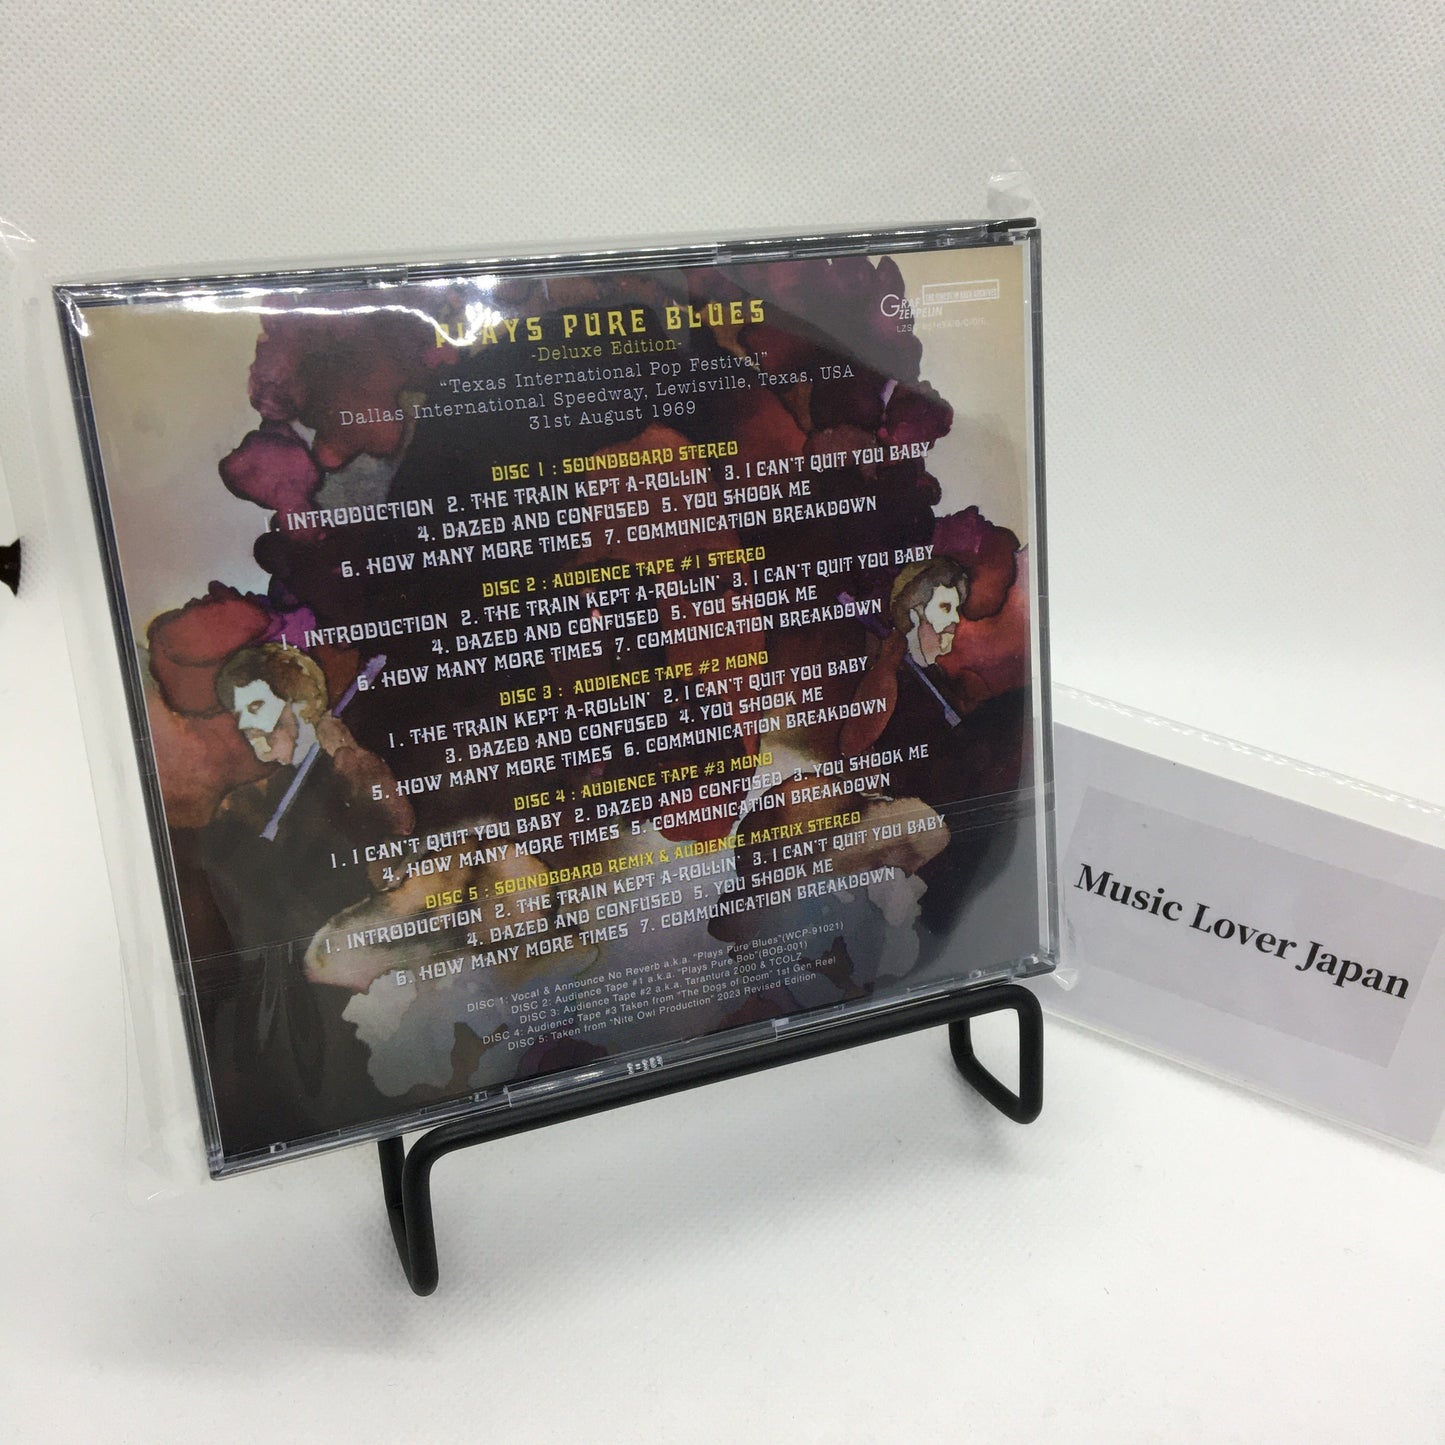 PLAYS PURE BLUES
-Deluxe Edition-
"Texas International Pop Festival"
Dallas International Speedway, Lewisville, Texas, USA
31st August 1969
GRAF ZEPPELIN
DISC 1 : SOUNDBOARD STEREO
1. INTRODUCTION 2. THE TRAIN KEPT A-ROLLIN' 3. I CAN'T QUIT YOU BABY
4. DAZED AND CONFUSED 5. YOU SHOOK ME
6. HOW MANY MORE TIMES 7. COMMUNICATION BREAKDOWN
DISC 2 : AUDIENCE TAPE #1 STEREO
1. INTRODUCTION 2. THE TRAIN KEPT A-ROLLIN' 3. I CAN'T QUIT YOU BABY
4. DAZED AND CONFUSED 5. YOU SHOOK ME
6. HOW MANY MORE TIMES 7. COMMUNICATION BREAKDOWN
DISC 3 : AUDIENCE TAPE #2 MONO
1. THE TRAIN KEPT A-ROLLIN' 2. I CAN'T QUIT YOU BABY
3. DAZED AND CONFUSED 4. YOU SHOOK ME
5. HOW MANY MORE TIMES 6. COMMUNICATION BREAKDOWN
DISC 4 : AUDIENCE TAPE #3 MONO
1. I CAN'T QUIT YOU BABY 2. DAZED AND CONFUSED 3. YOU SHOOK ME
4. HOW MANY MORE TIMES 5. COMMUNICATION BREAKDOWN
DISC 5 : SOUNDBOARD REMIX & AUDIENCE MATRIX STEREO
1. INTRODUCTION 2. THE TRAIN KEPT A-ROLLIN' 3. I CAN'T QUIT YOU BABY
4. DAZED AND CONFUSED 5. YOU SHOOK ME
6. HOW MANY MORE TIMES 7. COMMUNICATION BREAKDOWN
DISC 1: Vocal & Announce No Reverb a.k.a. "Plays Pure Blues"(WCP-91021)
DISC 2: Audience Tape #1 a.k.a. "Plays Pure Bob"(BOB-001)
DISC 3: Audience Tape #2 a.k.a. Tarantura 2000 & TCOLZ
DISC 4: Audience Tape #3 Taken from "The Dogs of Doom" 1st Gen Reel
DISC 5: Taken from "Nite Owl Production" 2023 Revised Edition
Music Lover Japan